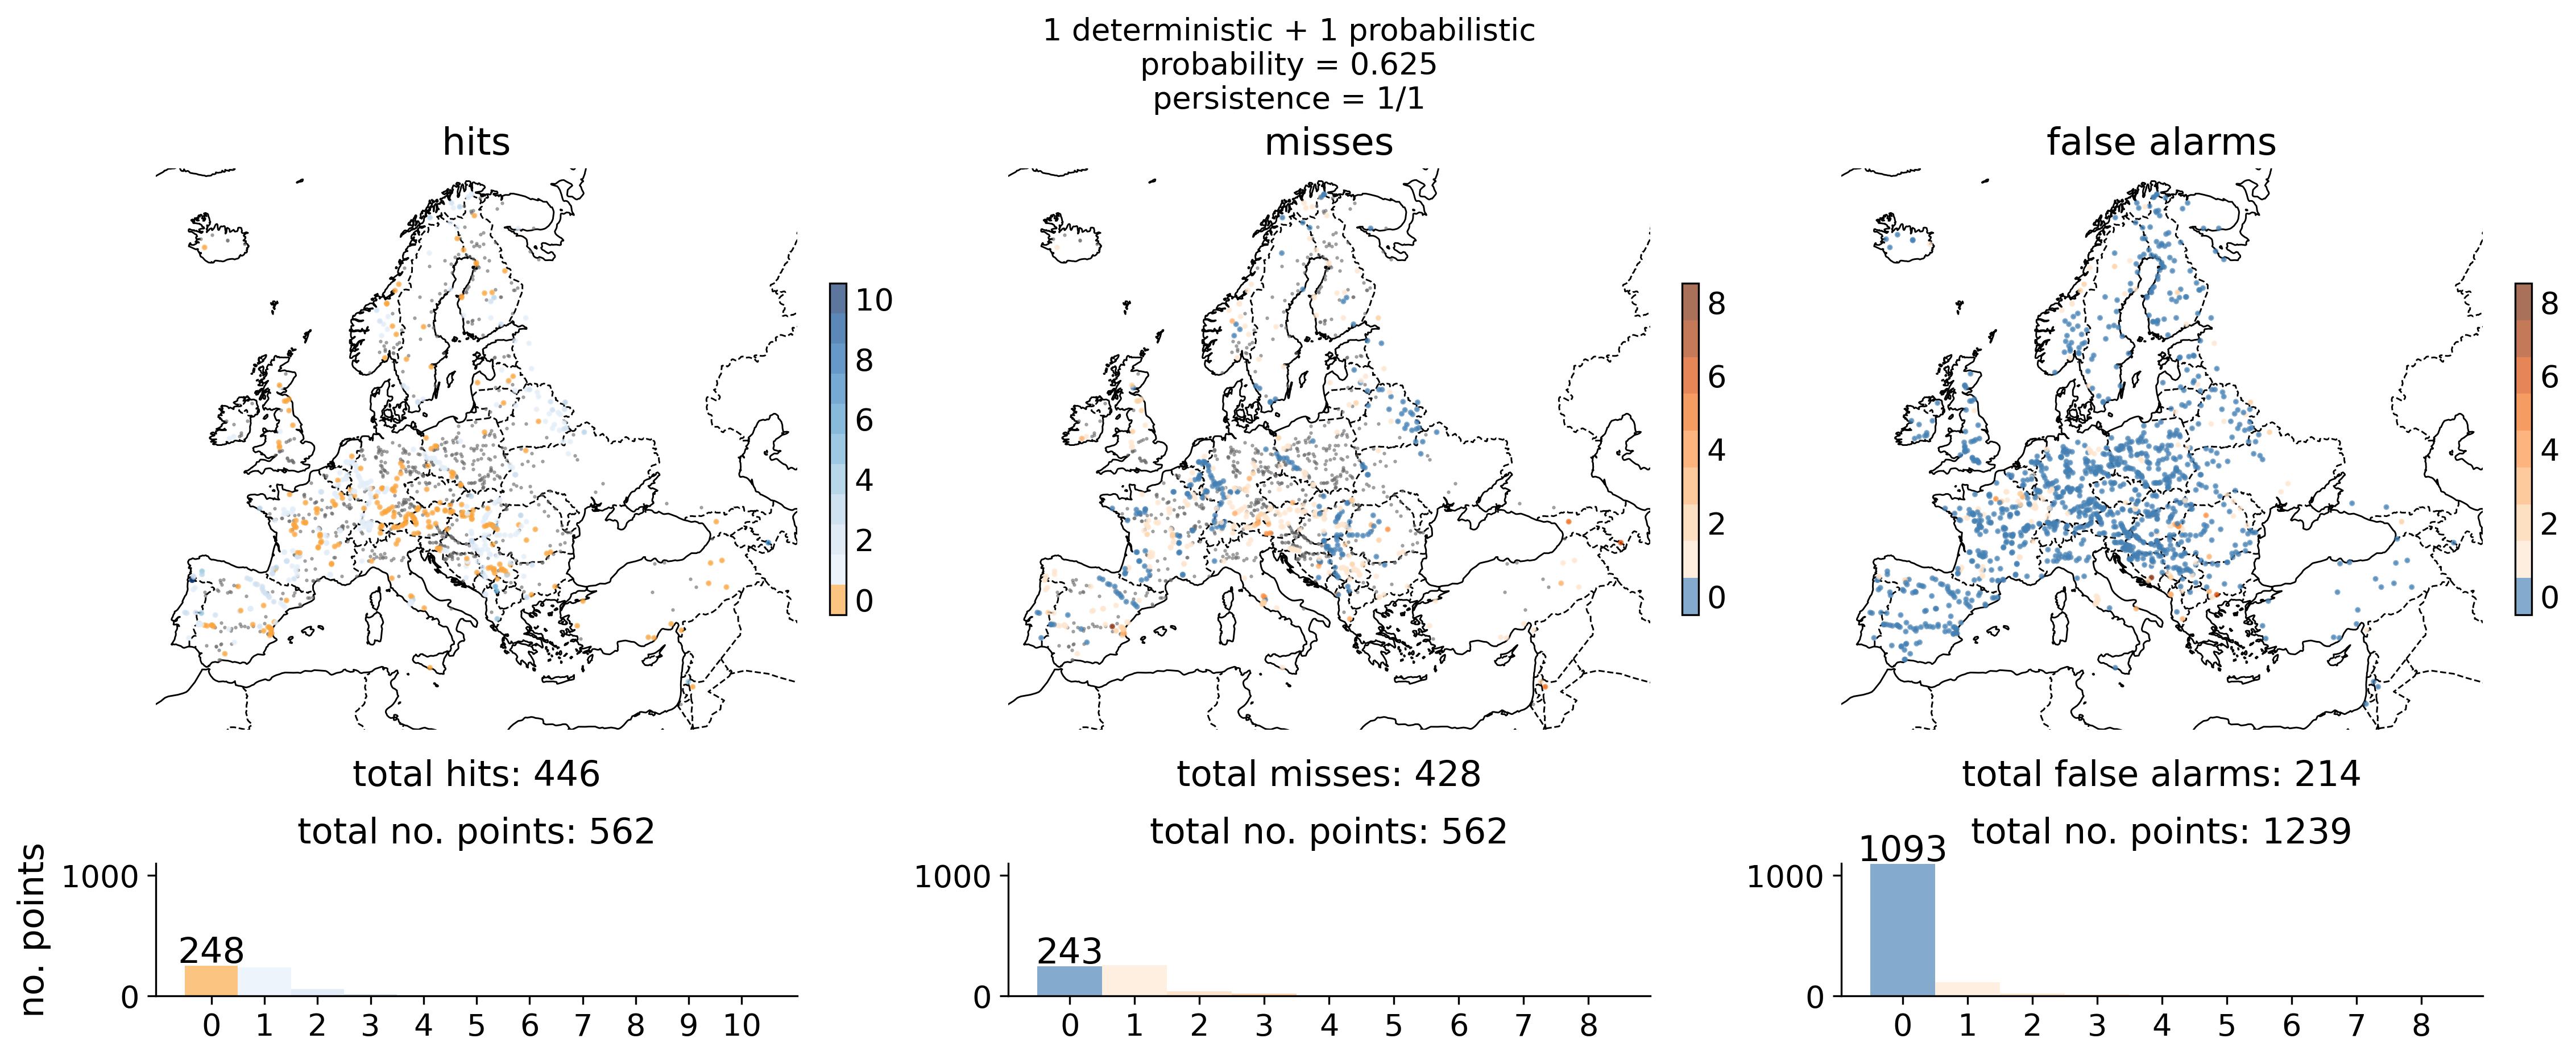 1 deterministic + 1 probabilistic
probability = 0.625
persistence = 1/1
hits
misses
false alarms
10
8
6
4
2
0
8
6
4
2
0
8
6
4
2
0
total hits: 446
total misses: 428
total false alarms: 214
total no. points: 562
total no. points: 562
total no. points: 1239
no. points
1000
0
248
0 1 2 3 4 5 6 7 8 9 10
1000
0
243
0 1 2 3 4 5 6 7 8
1000
0
1093
0 1 2 3 4 5 6 7 8